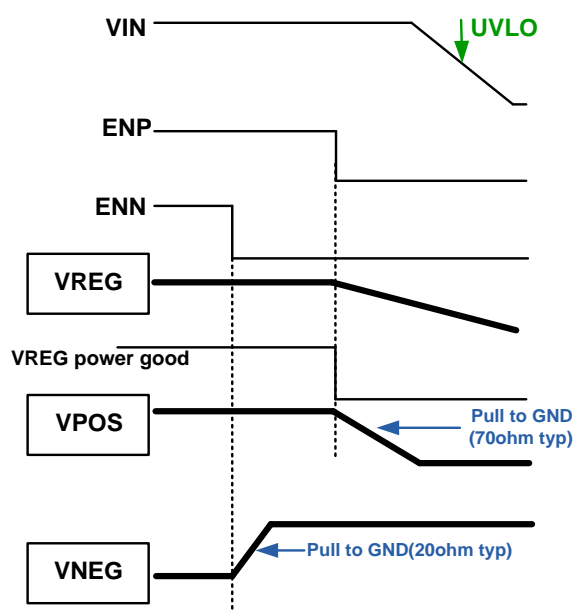 VIN
UVLO
ENP
ENN
VREG
VREG power good
VPOS
Pull to GND
(70ohm typ)
Pull to GND(20ohm typ)
VNEG